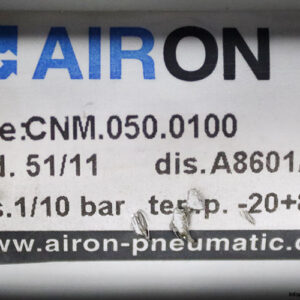 AIRON
e:CNM.050.0100
d. 51/11 dis.A8601/
s.1/10 bar temp. -20+8
www.airon-pneumatic.c